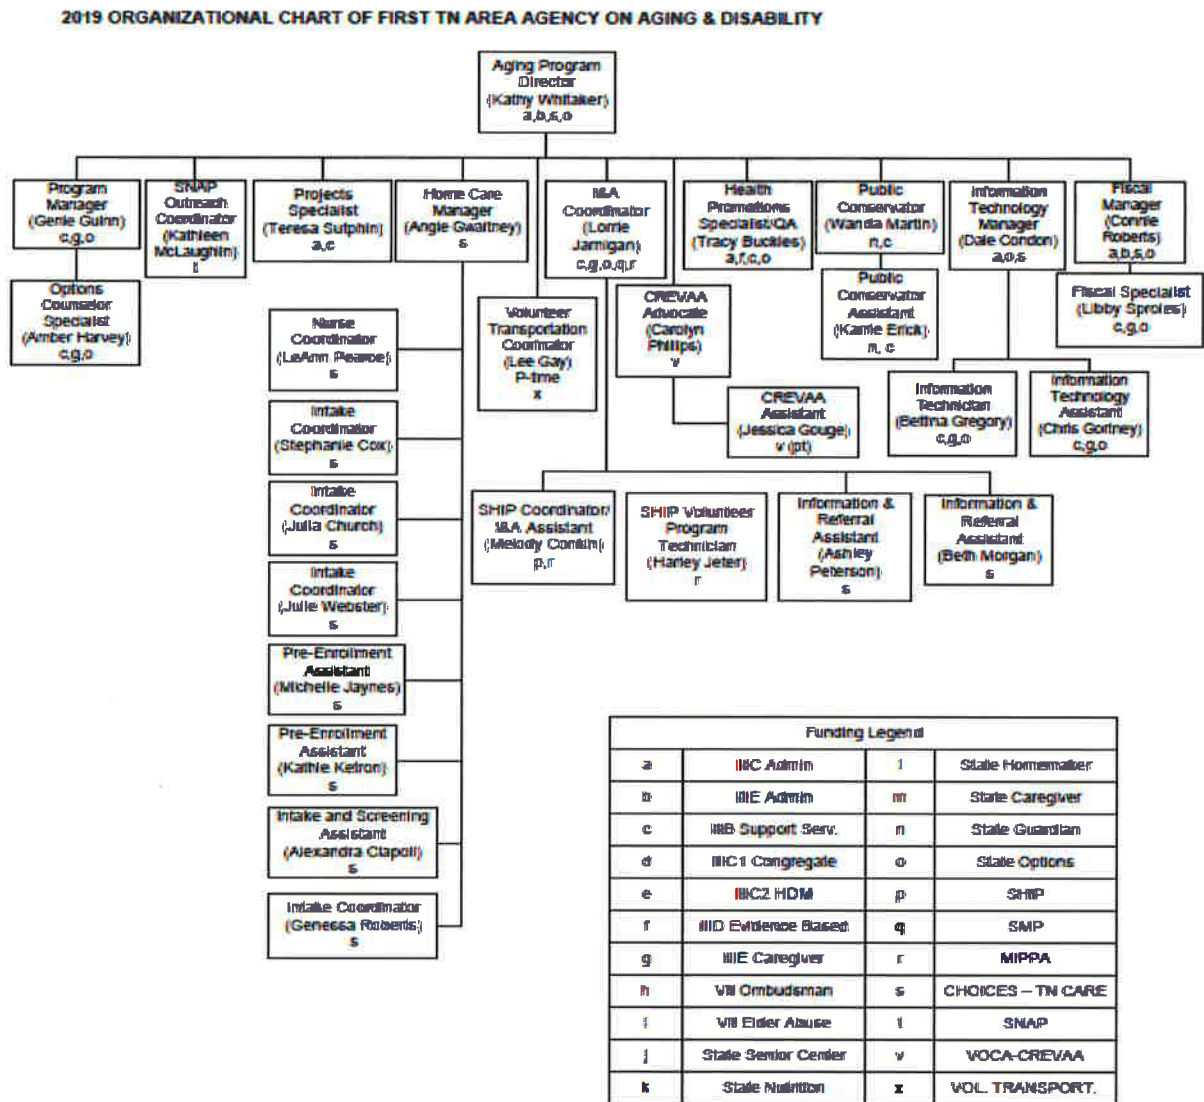 2019 ORGANIZATIONAL CHART OF FIRST TN AREA AGENCY ON AGING & DISABILITY
Aging Program
Director
(Kathy Whitaker)
a,b,s,o
Program
Manager
(Genie Guinn)
c,g,o
SNAP
Outreach
Coordinator
(Kathleen
McLaughlin)
t
Projects
Specialist
(Teresa Sutphin)
a,c
Home Care
Manager
(Angie Gwaltney)
s
I&A
Coordinator
(Lorrie
Jarnigan)
c,g,o,q,r
Health
Promotions
Specialist/QA
(Tracy Buckles)
a,f,c,o
Public
Conservator
(Wanda Martin)
n,c
Information
Technology
Manager
(Dale Condon)
a,o,s
Fiscal
Manager
(Connie
Roberts)
a,b,s,o
Options
Counselor
Specialist
(Amber Harvey)
c,g,o
Nurse
Coordinator
(LeAnn Pearce)
s
Volunteer
Transportation
Coordinator
(Lee Gay)
P-time
x
CREVAA
Advocate
(Carolyn
Phillips)
v
Public
Conservator
Assistant
(Karrie Erick)
n, c
Fiscal Specialist
(Libby Sproles)
c,g,o
CREVAA
Assistant
(Jessica Gouge)
v (pt)
Information
Technician
(Bettina Gregory)
c,g,o
Information
Technology
Assistant
(Chris Gortney)
c,g,o
Intake
Coordinator
(Stephanie Cox)
s
Intake
Coordinator
(Julia Church)
s
SHIP Coordinator/
I&A Assistant
(Melody
p,r
SHIP Volunteer
Program
Technician
(Harley Jeter)
r
Information &
Referral
Assistant
(Ashley
Peterson)
s
Information &
Referral
Assistant
(Beth Morgan)
s
Intake
Coordinator
(Julie Webster)
s
Pre-Enrollment
Assistant
(Michelle Jaynes)
s
Pre-Enrollment
Assistant
(Kathie Ketron)
s
Intake and Screening
Assistant
(Alexandra
s
Intake Coordinator
(Genessa Roberts)
s
Funding Legend
a IIIC Admin l State Homemaker
b IIIE Admin m State Caregiver
c IIIB Support Serv. n State Guardian
d IIIC1 Congregate o State Options
e IIIC2 HDM p SHIP
f IIID Evidence Based q SMP
g IIIE Caregiver r MIPPA
h VII Ombudsman s CHOICES – TN CARE
i VII Elder Abuse t SNAP
j State Senior Center v VOCA-CREVAA
k State Nutrition x VOL. TRANSPORT.